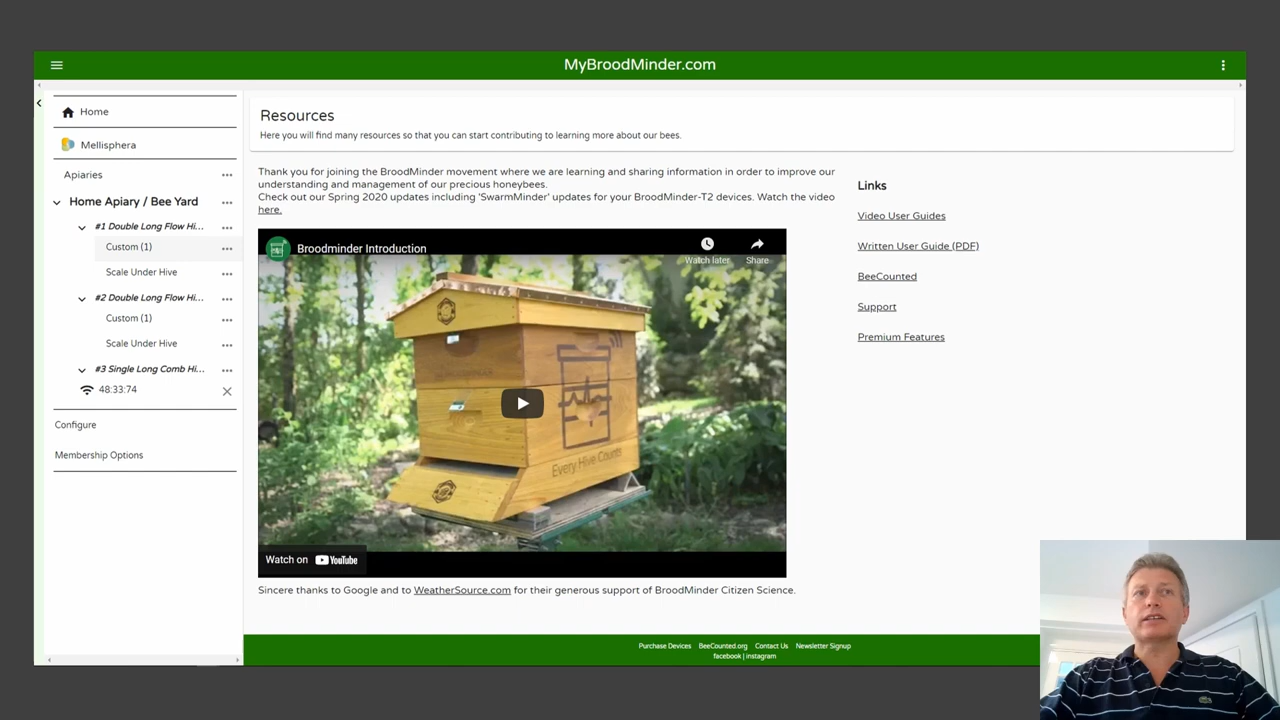 MyBroodMinder.com
Home
Mellisphera
Apiaries
Home Apiary / Bee Yard
#1 Double Long Flow Hi...
Custom (1)
Scale Under Hive
#2 Double Long Flow Hi...
Custom (1)
Scale Under Hive
#3 Single Long Comb Hi...
48:33:74
Configure
Membership Options
Resources
Here you will find many resources so that you can start contributing to learning more about our bees.
Thank you for joining the BroodMinder movement where we are learning and sharing information in order to improve our
understanding and management of our precious honeybees.
Check out our Spring 2020 updates including 'SwarmMinder' updates for your BroodMinder-T2 devices. Watch the video
here.
Broodminder Introduction
Watch later
Share
Every Hive Counts
Watch on YouTube
Sincere thanks to Google and to WeatherSource.com for their generous support of BroodMinder Citizen Science.
Links
Video User Guides
Written User Guide (PDF)
BeeCounted
Support
Premium Features
Purchase Devices BeeCounted.org Contact Us Newsletter Signup
facebook | instagram